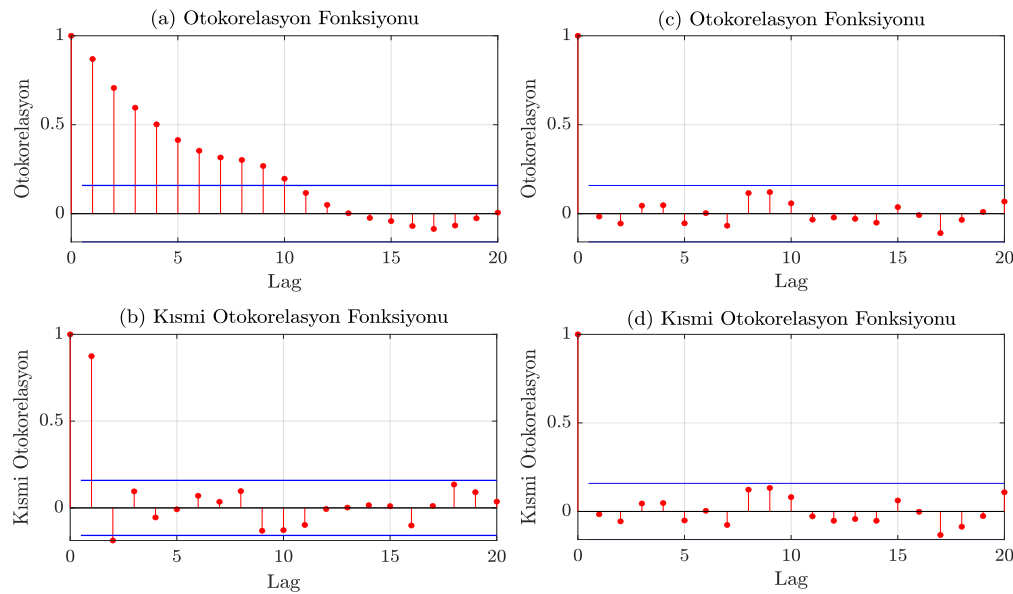 (a) Otokorelasyon Fonksiyonu
1
0.5
0
Otokorelasyon
0 5 10 15 20
Lag
(c) Otokorelasyon Fonksiyonu
1
0.5
0
Otokorelasyon
0 5 10 15 20
Lag
(b) Kısmi Otokorelasyon Fonksiyonu
1
0.5
0
Kısmi Otokorelasyon
0 5 10 15 20
Lag
(d) Kısmi Otokorelasyon Fonksiyonu
1
0.5
0
Kısmi Otokorelasyon
0 5 10 15 20
Lag